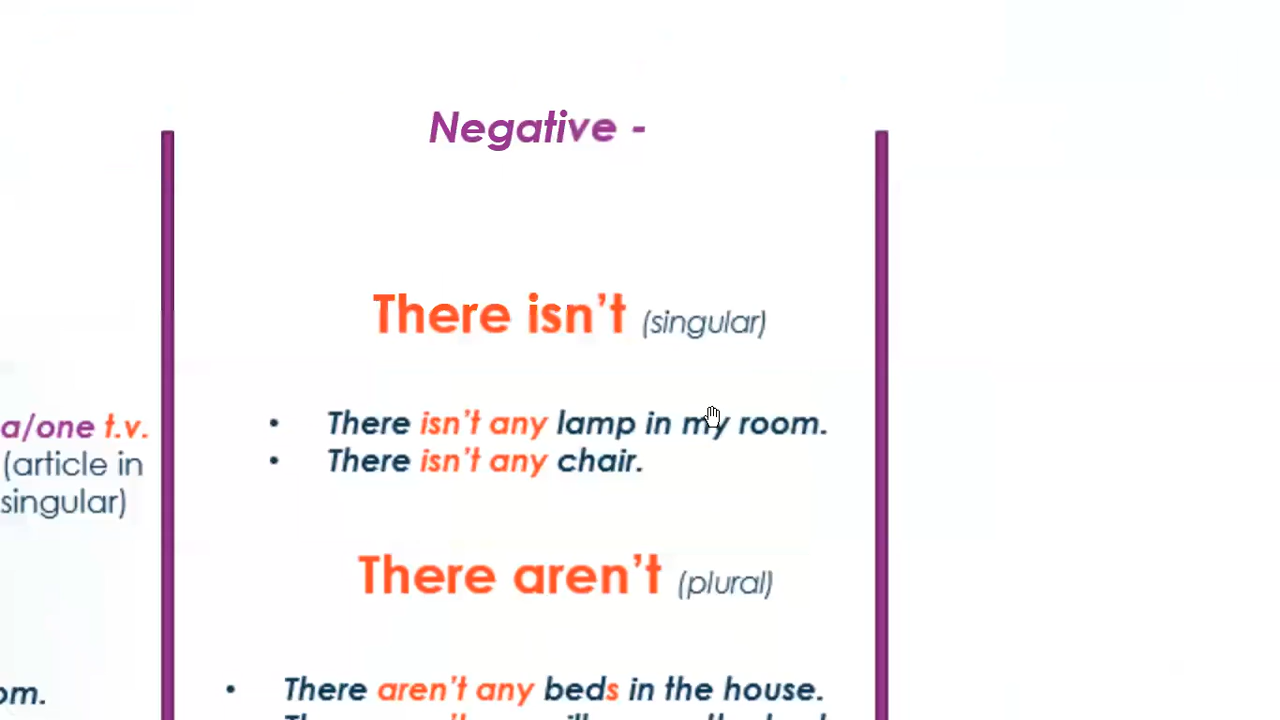 Negative -
There isn't (singular)
a/one t.v.
(article in
singular)
• There isn't any lamp in my room.
• There isn't any chair.
There aren't (plural)
om.
• There aren't any beds in the house.